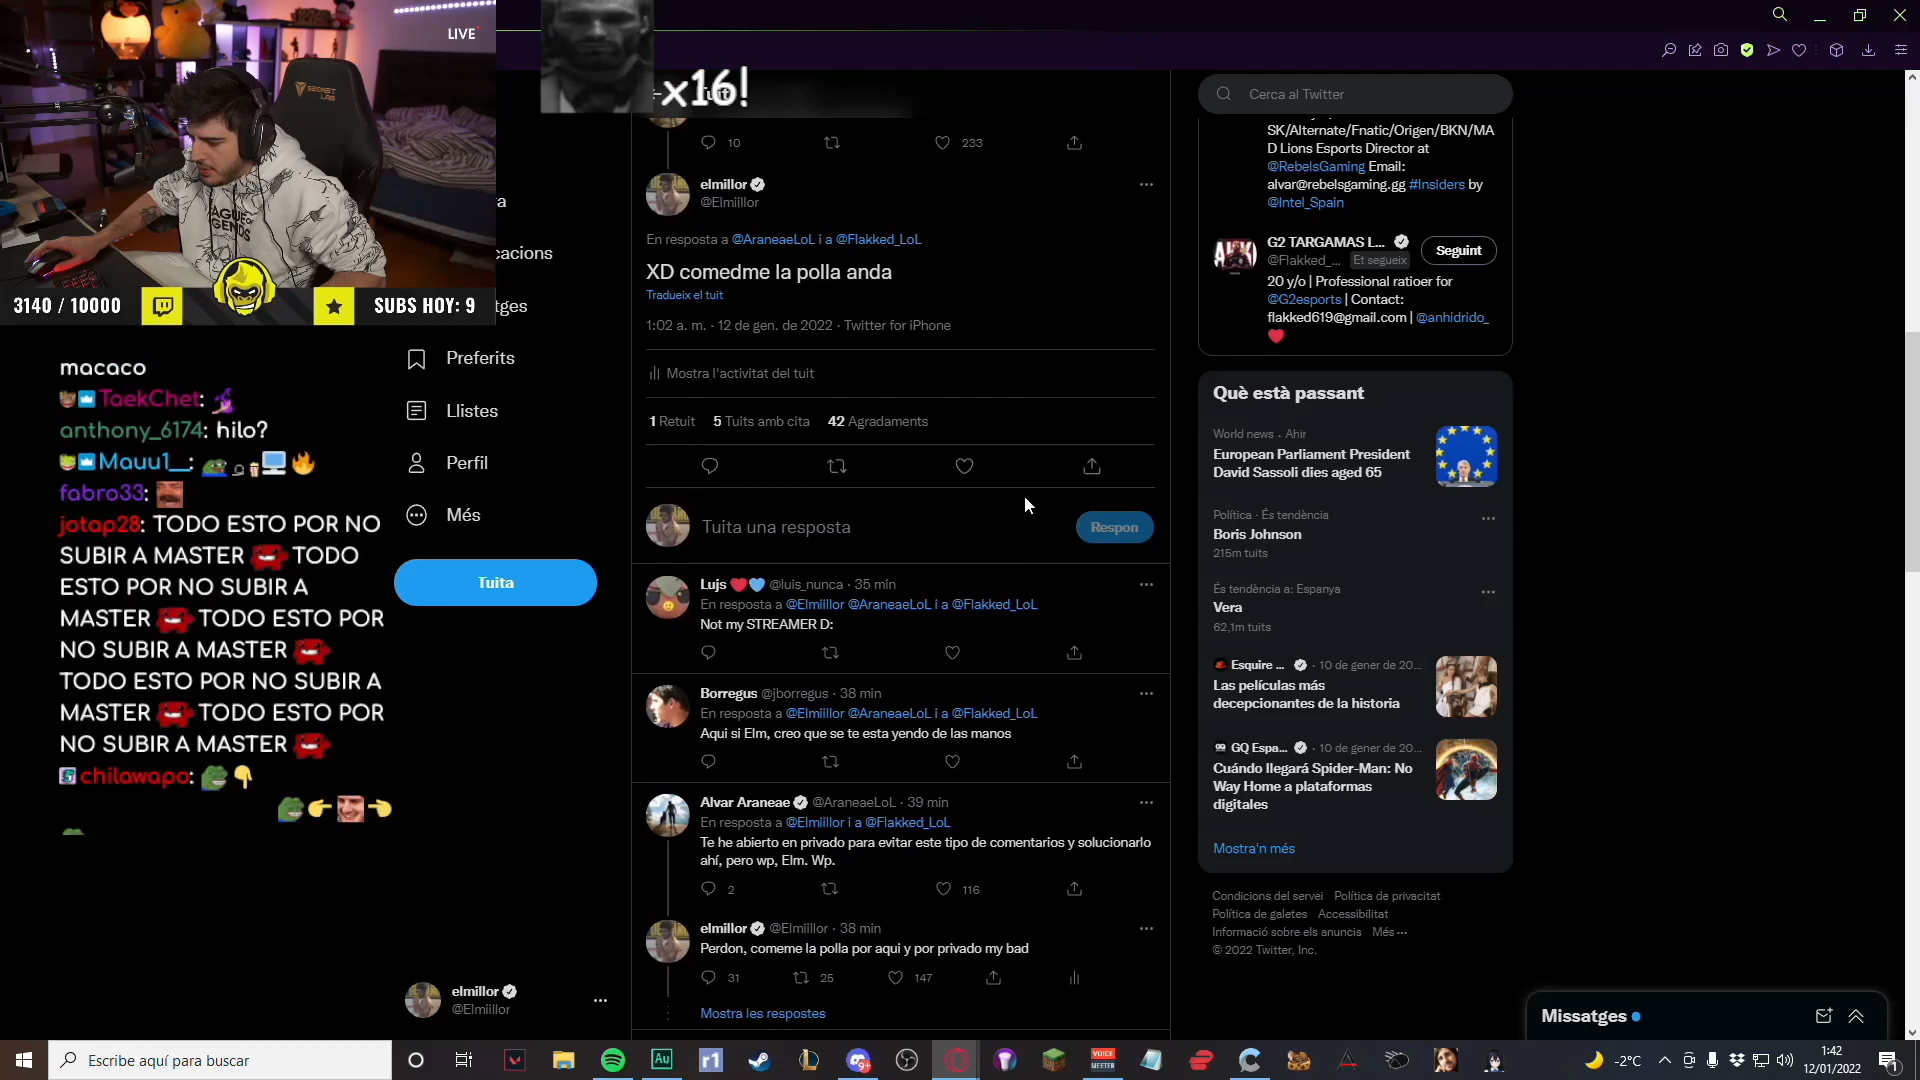 LIVE
SECRET LAB
LEAGUE OF LEGENDS
3140 / 10000
SUBS HOY: 9
x16!
macaco
TaekChet:
anthony_6174: hilo?
Mauu1__:
fabro33:
jotap28: TODO ESTO POR NO
SUBIR A MASTER TODO
ESTO POR NO SUBIR A
MASTER TODO ESTO POR
NO SUBIR A MASTER
TODO ESTO POR NO SUBIR A
MASTER TODO ESTO POR
NO SUBIR A MASTER
chilawapo:
cacions
tges
Preferits
Llistes
Perfil
Més
Tuita
elmillor
@Elmiillor
10
233
elmillor
@Elmiillor
En resposta a @AraneaeLoL i a @Flakked_LoL
XD comedme la polla anda
Tradueix el tuit
1:02 a. m. · 12 de gen. de 2022 · Twitter for iPhone
Mostra l'activitat del tuit
1 Retuit 5 Tuits amb cita 42 Agradaments
Tuita una resposta
Respon
Lujs @luis_nunca · 35 min
En resposta a @Elmiillor @AraneaeLoL i a @Flakked_LoL
Not my STREAMER D:
Borregus @jborregus · 38 min
En resposta a @Elmiillor @AraneaeLoL i a @Flakked_LoL
Aqui si Elm, creo que se te esta yendo de las manos
Alvar Araneae @AraneaeLoL · 39 min
En resposta a @Elmiillor i a @Flakked_LoL
Te he abierto en privado para evitar este tipo de comentarios y solucionarlo
ahí, pero wp, Elm. Wp.
2
116
elmillor @Elmiillor · 38 min
Perdon, comeme la polla por aqui y por privado my bad
31
25
147
Mostra les respostes
Cerca al Twitter
SK/Alternate/Fnatic/Origen/BKN/MA
D Lions Esports Director at
@RebelsGaming Email:
alvar@rebelsgaming.gg #Insiders by
@Intel_Spain
G2 TARGAMAS L...
@Flakked_... Et segueix
Seguint
20 y/o | Professional ratioer for
@G2esports | Contact:
flakked619@gmail.com | @anhidrido_
Què està passant
World news · Ahir
European Parliament President
David Sassoli dies aged 65
Política · És tendència
Boris Johnson
215m tuits
És tendència a: Espanya
Vera
62,1m tuits
Esquire ... · 10 de gener de 20...
Las películas más
decepcionantes de la historia
GQ Espa... · 10 de gener de 20...
Cuándo llegará Spider-Man: No
Way Home a plataformas
digitales
Mostra'n més
Condicions del servei Política de privacitat
Política de galetes Accessibilitat
Informació sobre els anuncis Més ···
© 2022 Twitter, Inc.
Missatges
Escribe aquí para buscar
Au
r1
9+
VOICE
MEETER
-2°C
1:42
12/01/2022
1